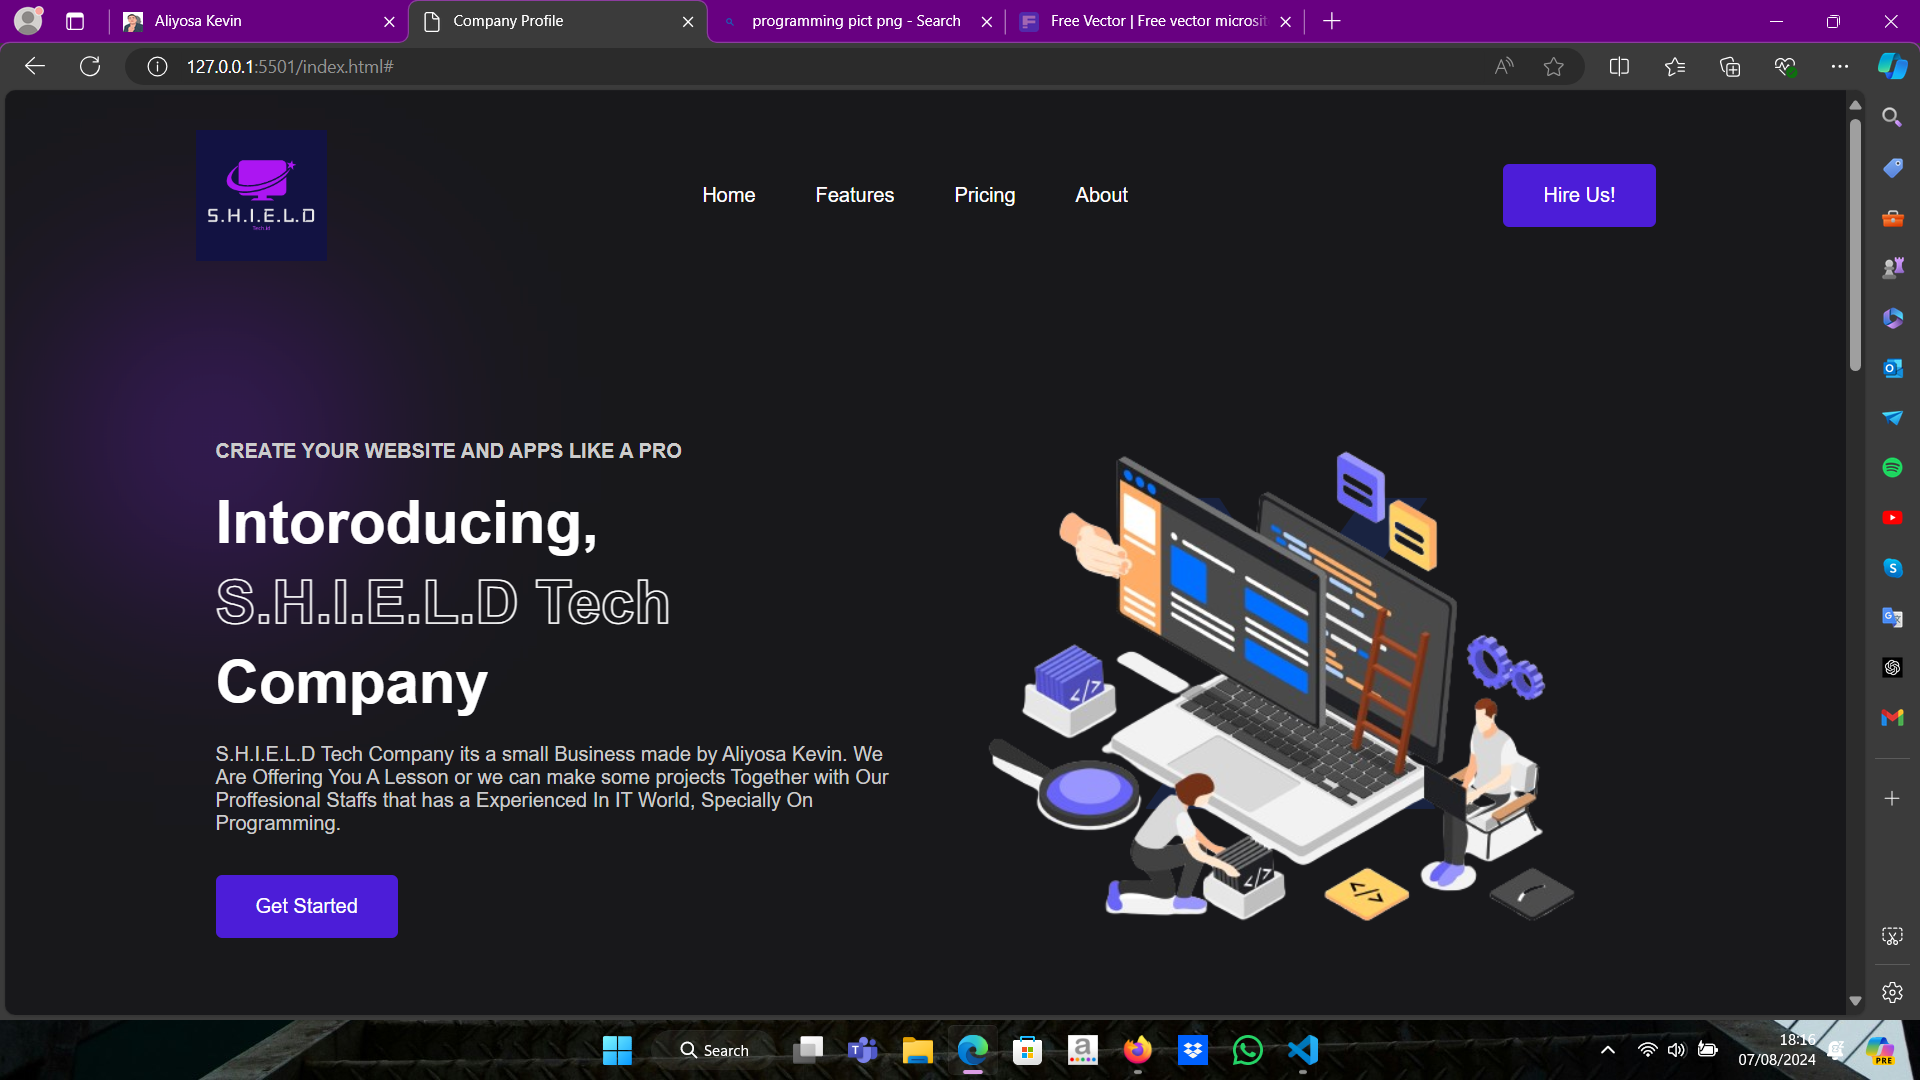 Aliyosa Kevin
Company Profile
programming pict png - Search
Free Vector | Free vector microsit
127.0.0.1:5501/index.html#
S.H.I.E.L.D
Tech.id
Home
Features
Pricing
About
Hire Us!
CREATE YOUR WEBSITE AND APPS LIKE A PRO
Intoroducing,
S.H.I.E.L.D Tech
Company
S.H.I.E.L.D Tech Company its a small Business made by Aliyosa Kevin. We
Are Offering You A Lesson or we can make some projects Together with Our
Proffesional Staffs that has a Experienced In IT World, Specially On
Programming.
Get Started
</>
</>
</>
Search
18:16
07/08/2024
PRE